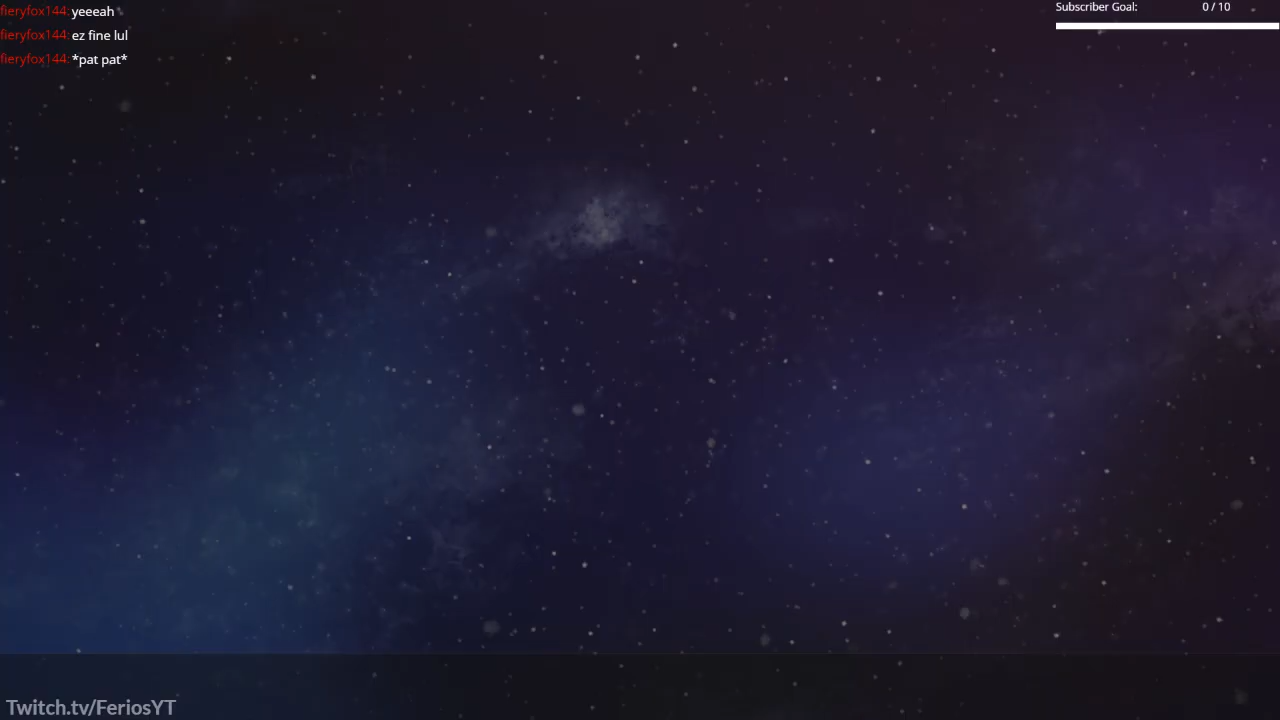 fieryfox144: yeeeah
Subscriber Goal: 0 / 10
fieryfox144: ez fine lul
fieryfox144: *pat pat*
Twitch.tv/FeriosYT